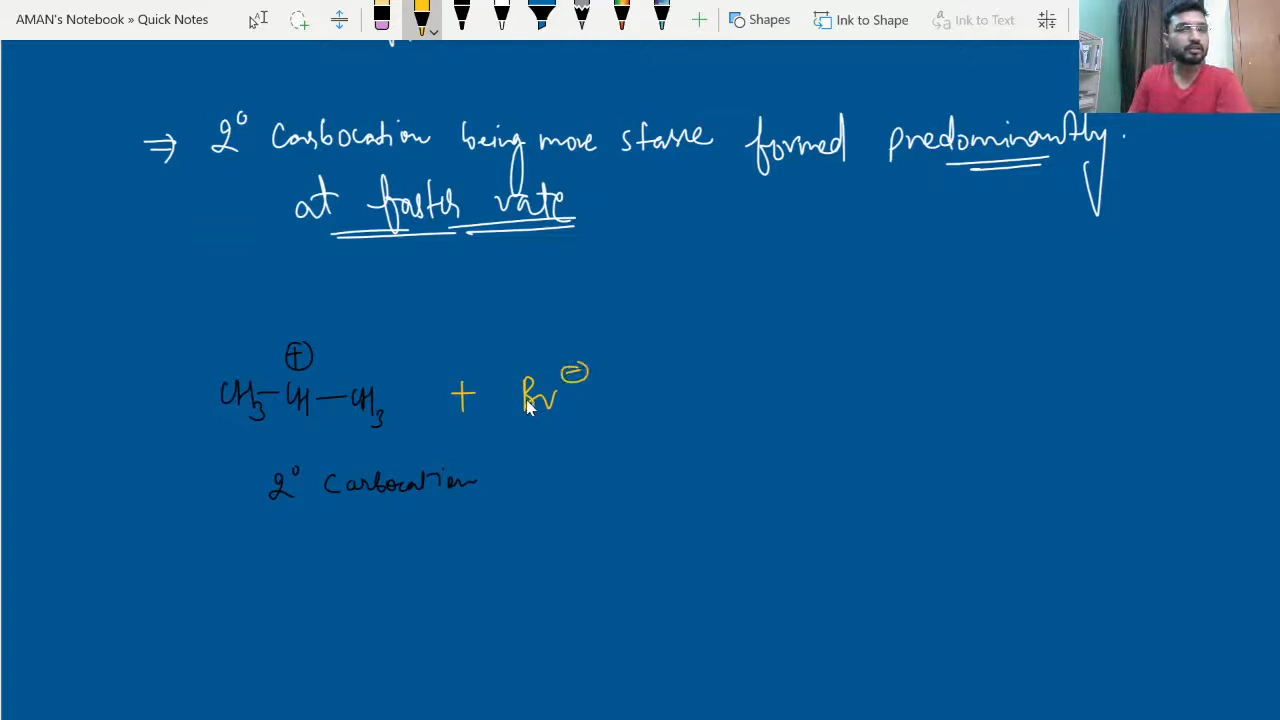 AMAN's Notebook » Quick Notes
Shapes
Ink to Shape
Ink to Text
⇒ 2° Carbocation being more stable formed predominantly.
at faster rate
CH3–CH–CH3 + Br⊖
⊕
2° Carbocation